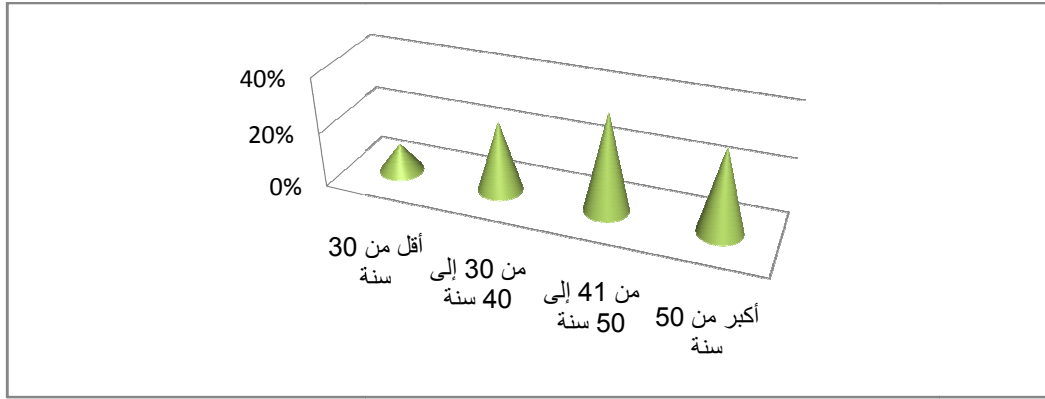 40%
20%
0%
أقل من 30
سنة
من 30 إلى
40 سنة
من 41 إلى
50 سنة
أكبر من 50
سنة